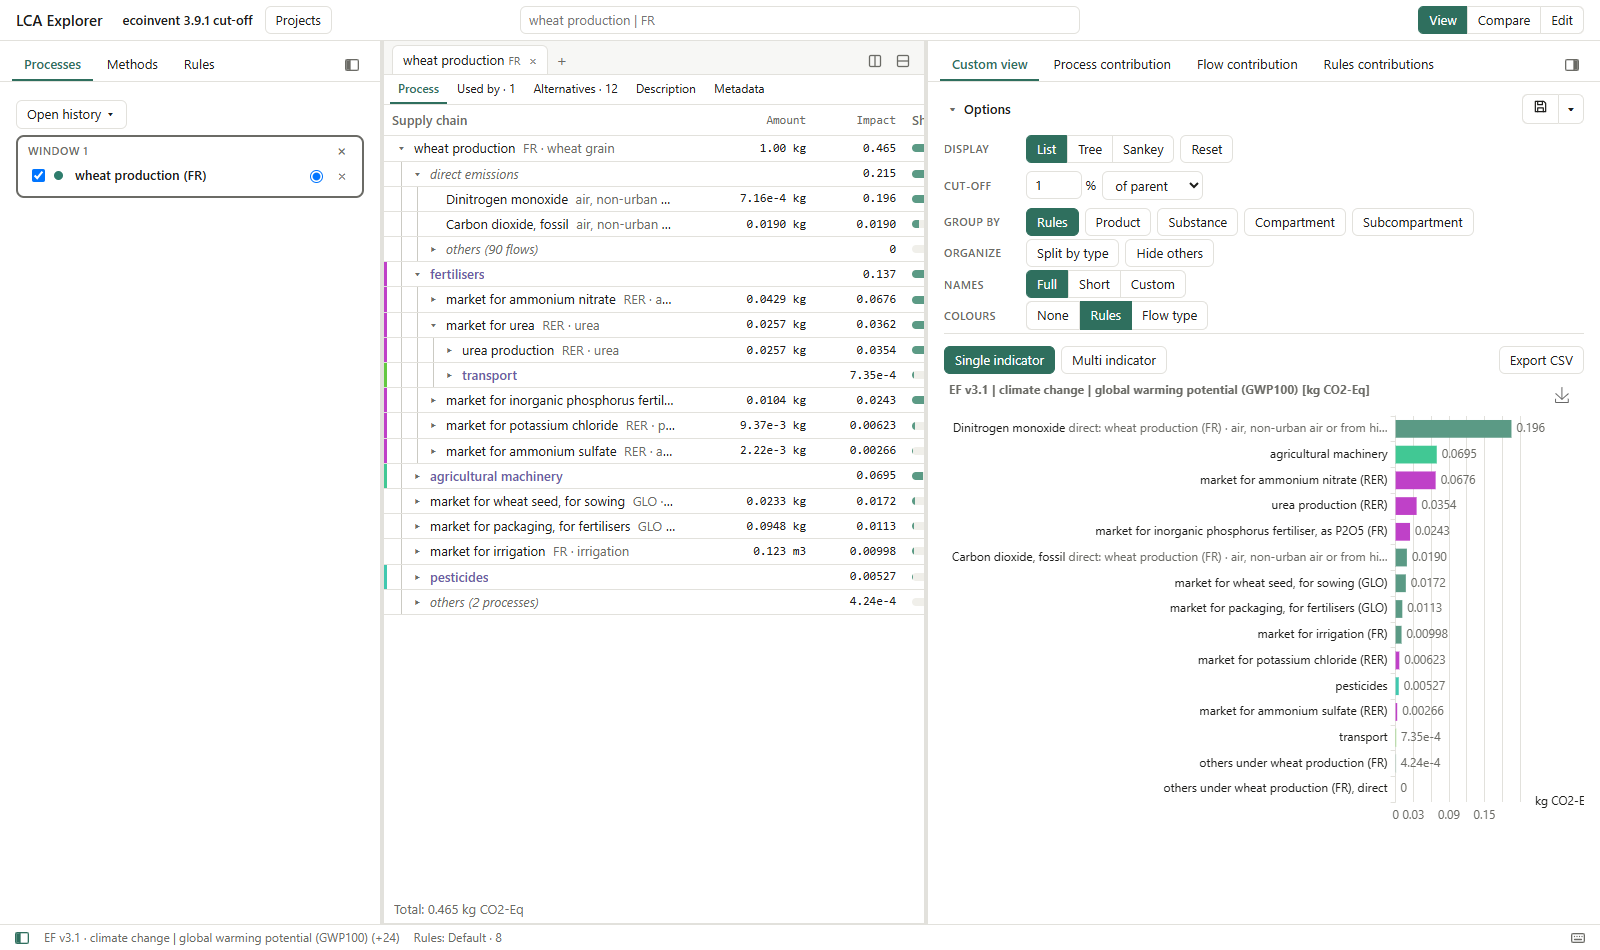 LCA Explorer
ecoinvent 3.9.1 cut-off
Projects
wheat production | FR
View
Compare
Edit
Processes
Methods
Rules
Open history
WINDOW 1
wheat production (FR)
wheat production FR
Process
Used by · 1
Alternatives · 12
Description
Metadata
Supply chain Amount Impact Sh
wheat production FR · wheat grain 1.00 kg 0.465
direct emissions 0.215
Dinitrogen monoxide air, non-urban ... 7.16e-4 kg 0.196
Carbon dioxide, fossil air, non-urban ... 0.0190 kg 0.0190
others (90 flows) 0
fertilisers 0.137
market for ammonium nitrate RER · a... 0.0429 kg 0.0676
market for urea RER · urea 0.0257 kg 0.0362
urea production RER · urea 0.0257 kg 0.0354
transport 7.35e-4
market for inorganic phosphorus fertil... 0.0104 kg 0.0243
market for potassium chloride RER · p... 9.37e-3 kg 0.00623
market for ammonium sulfate RER · a... 2.22e-3 kg 0.00266
agricultural machinery 0.0695
market for wheat seed, for sowing GLO ·... 0.0233 kg 0.0172
market for packaging, for fertilisers GLO ... 0.0948 kg 0.0113
market for irrigation FR · irrigation 0.123 m3 0.00998
pesticides 0.00527
others (2 processes) 4.24e-4
Total: 0.465 kg CO2-Eq
Custom view
Process contribution
Flow contribution
Rules contributions
Options
DISPLAY List Tree Sankey Reset
CUT-OFF 1 % of parent
GROUP BY Rules Product Substance Compartment Subcompartment
ORGANIZE Split by type Hide others
NAMES Full Short Custom
COLOURS None Rules Flow type
Single indicator
Multi indicator
Export CSV
EF v3.1 | climate change | global warming potential (GWP100) [kg CO2-Eq]
Dinitrogen monoxide direct: wheat production (FR) · air, non-urban air or from hi... 0.196
agricultural machinery 0.0695
market for ammonium nitrate (RER) 0.0676
urea production (RER) 0.0354
market for inorganic phosphorus fertiliser, as P2O5 (FR) 0.0243
Carbon dioxide, fossil direct: wheat production (FR) · air, non-urban air or from hi... 0.0190
market for wheat seed, for sowing (GLO) 0.0172
market for packaging, for fertilisers (GLO) 0.0113
market for irrigation (FR) 0.00998
market for potassium chloride (RER) 0.00623
pesticides 0.00527
market for ammonium sulfate (RER) 0.00266
transport 7.35e-4
others under wheat production (FR) 4.24e-4
others under wheat production (FR), direct 0
kg CO2-E
0 0.03 0.09 0.15
EF v3.1 · climate change | global warming potential (GWP100) (+24)
Rules: Default · 8